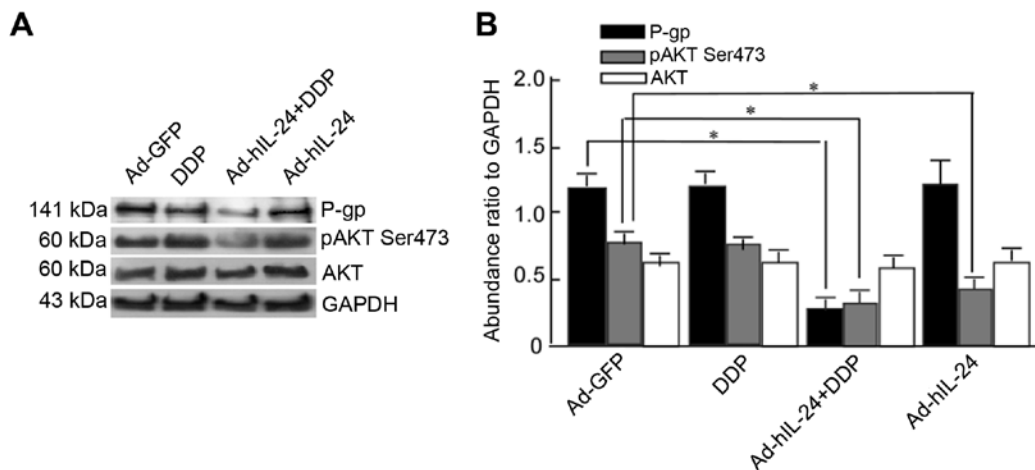 A
Ad-GFP
DDP
Ad-hIL-24+DDP
Ad-hIL-24
141 kDa P-gp
60 kDa pAKT Ser473
60 kDa AKT
43 kDa GAPDH
B
P-gp
pAKT Ser473
AKT
Abundance ratio to GAPDH
2.0
1.5
1.0
0.5
0
*
*
*
Ad-GFP
DDP
Ad-hIL-24+DDP
Ad-hIL-24